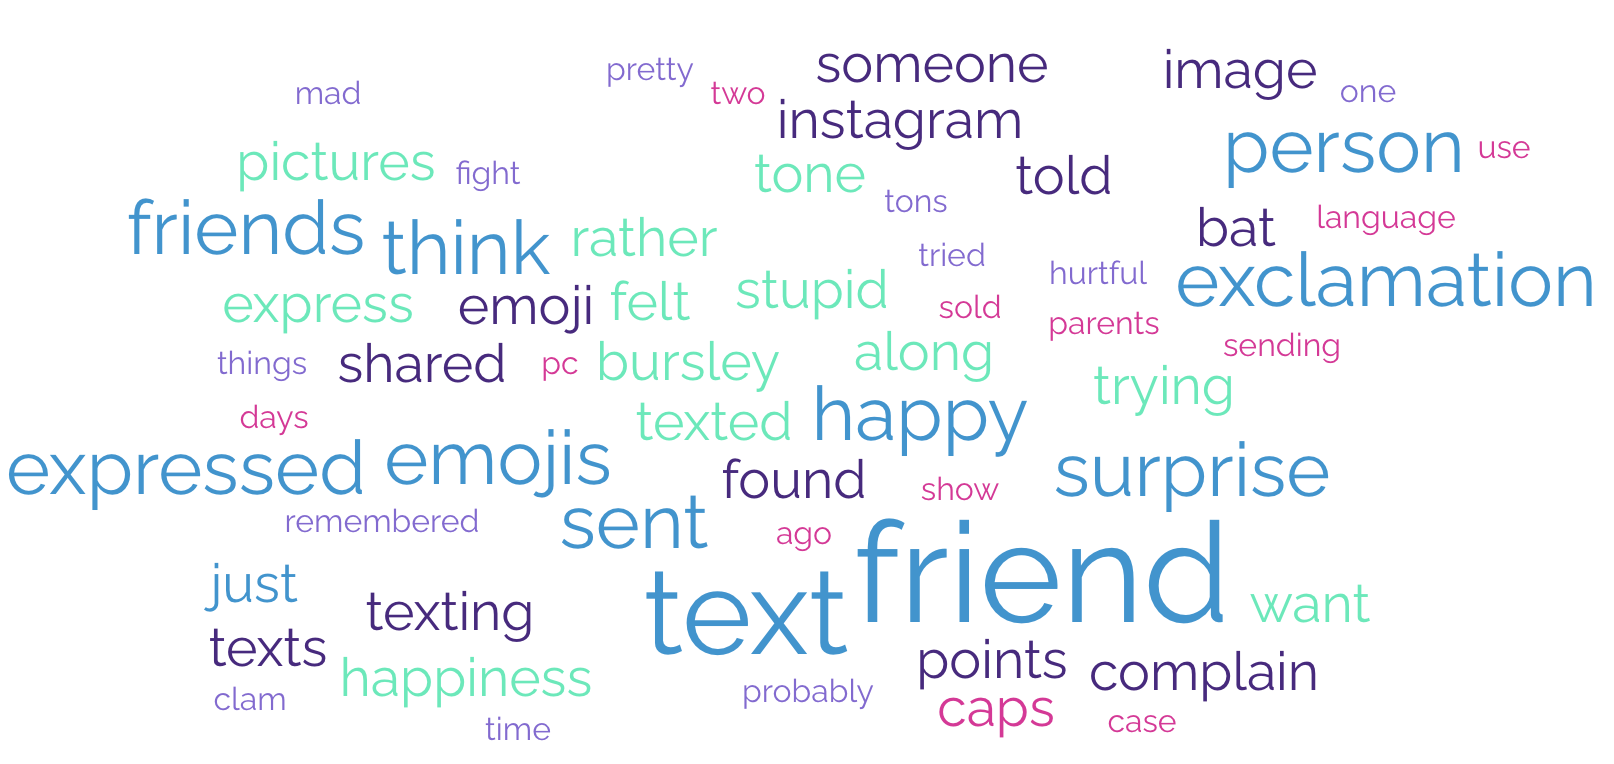 someone
image
pretty
mad
two
one
instagram
person
use
pictures
fight
tone
told
tons
language
friends
think
rather
bat
tried
hurtful
exclamation
express
emoji
felt
stupid
sold
parents
sending
things
shared
pc
bursley
along
trying
days
texted
happy
expressed
emojis
found
show
surprise
remembered
sent
ago
friend
just
texting
text
want
texts
happiness
probably
points
complain
clam
caps
case
time